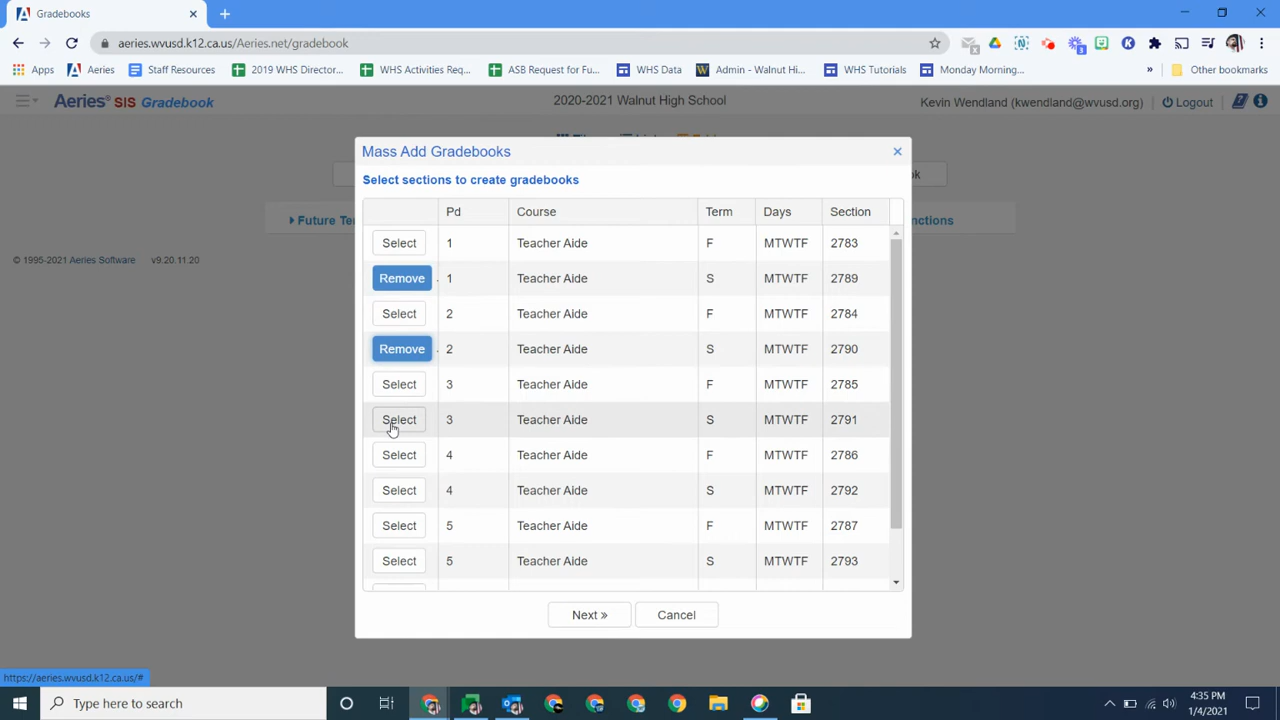 Gradebooks
aeries.wvusd.k12.ca.us/Aeries.net/gradebook
Apps
Aeries
Staff Resources
2019 WHS Director...
WHS Activities Req...
ASB Request for Fu...
WHS Data
Admin - Walnut Hi...
WHS Tutorials
Monday Morning...
»
Other bookmarks
Aeries® SIS Gradebook
2020-2021 Walnut High School
Kevin Wendland (kwendland@wvusd.org)
Logout
Mass Add Gradebooks
Select sections to create gradebooks
Pd Course Term Days Section
Select 1 Teacher Aide F MTWTF 2783
Remove 1 Teacher Aide S MTWTF 2789
Select 2 Teacher Aide F MTWTF 2784
Remove 2 Teacher Aide S MTWTF 2790
Select 3 Teacher Aide F MTWTF 2785
Select 3 Teacher Aide S MTWTF 2791
Select 4 Teacher Aide F MTWTF 2786
Select 4 Teacher Aide S MTWTF 2792
Select 5 Teacher Aide F MTWTF 2787
Select 5 Teacher Aide S MTWTF 2793
Next »
Cancel
Future Te
nctions
ok
© 1995-2021 Aeries Software v9.20.11.20
https://aeries.wvusd.k12.ca.us/#
Type here to search
4:35 PM
1/4/2021